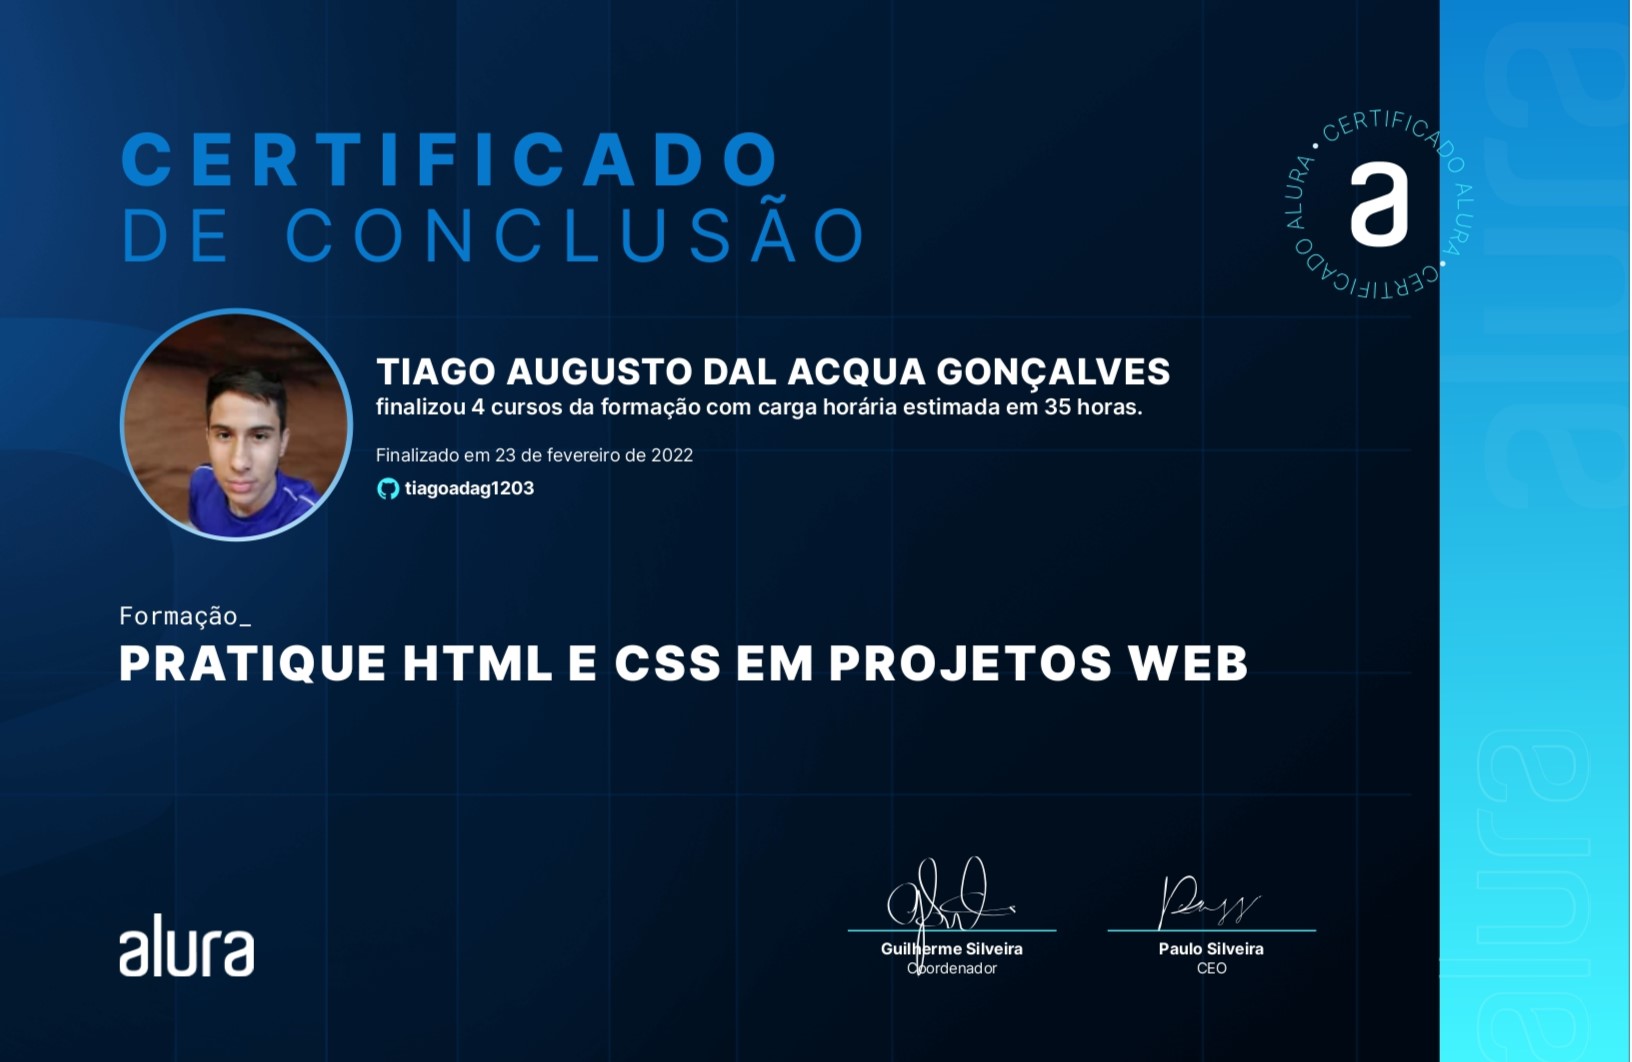 CERTIFICADO
DE CONCLUSÃO
CERTIFICADO ALURA • CERTIFICADO ALURA •
a
TIAGO AUGUSTO DAL ACQUA GONÇALVES
finalizou 4 cursos da formação com carga horária estimada em 35 horas.
Finalizado em 23 de fevereiro de 2022
tiagoadag1203
Formação_
PRATIQUE HTML E CSS EM PROJETOS WEB
alura
Guilherme Silveira
Coordenador
Paulo Silveira
CEO
alura
alura